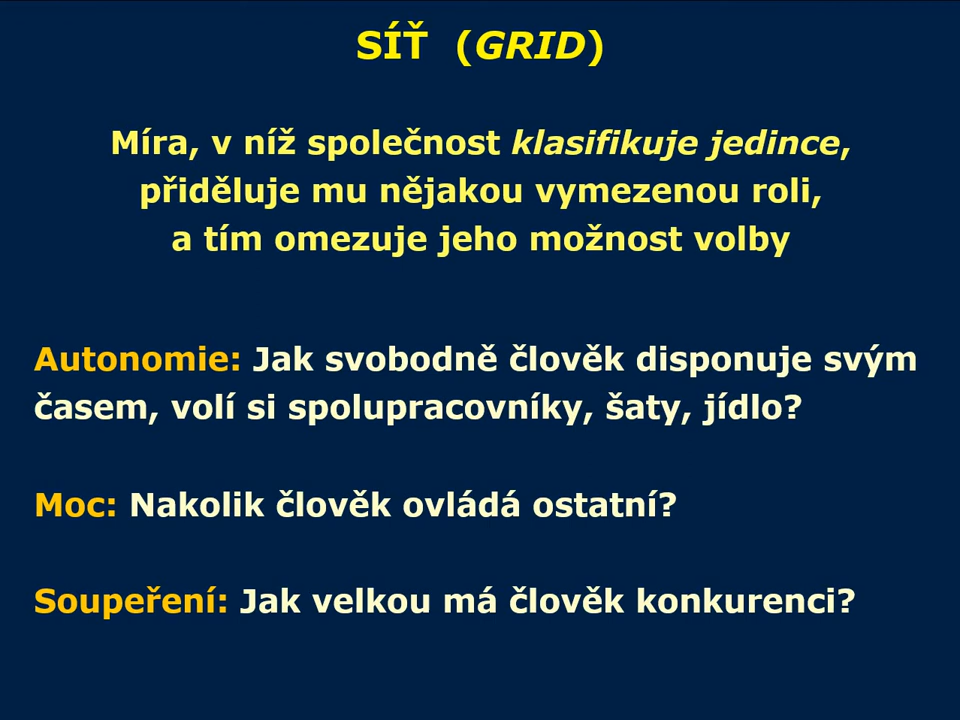 SÍŤ (GRID)
Míra, v níž společnost klasifikuje jedince,
přiděluje mu nějakou vymezenou roli,
a tím omezuje jeho možnost volby
Autonomie: Jak svobodně člověk disponuje svým
časem, volí si spolupracovníky, šaty, jídlo?
Moc: Nakolik člověk ovládá ostatní?
Soupeření: Jak velkou má člověk konkurenci?